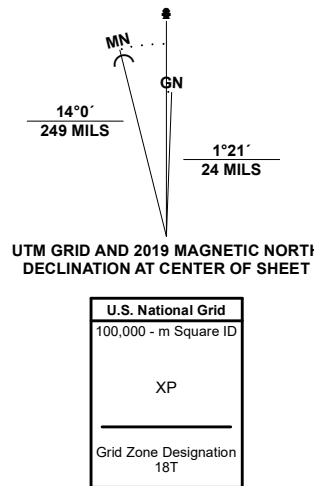 MN
GN
14°0´
249 MILS
1°21´
24 MILS
UTM GRID AND 2019 MAGNETIC NORTH
DECLINATION AT CENTER OF SHEET
U.S. National Grid
100,000 - m Square ID
XP
Grid Zone Designation
18T